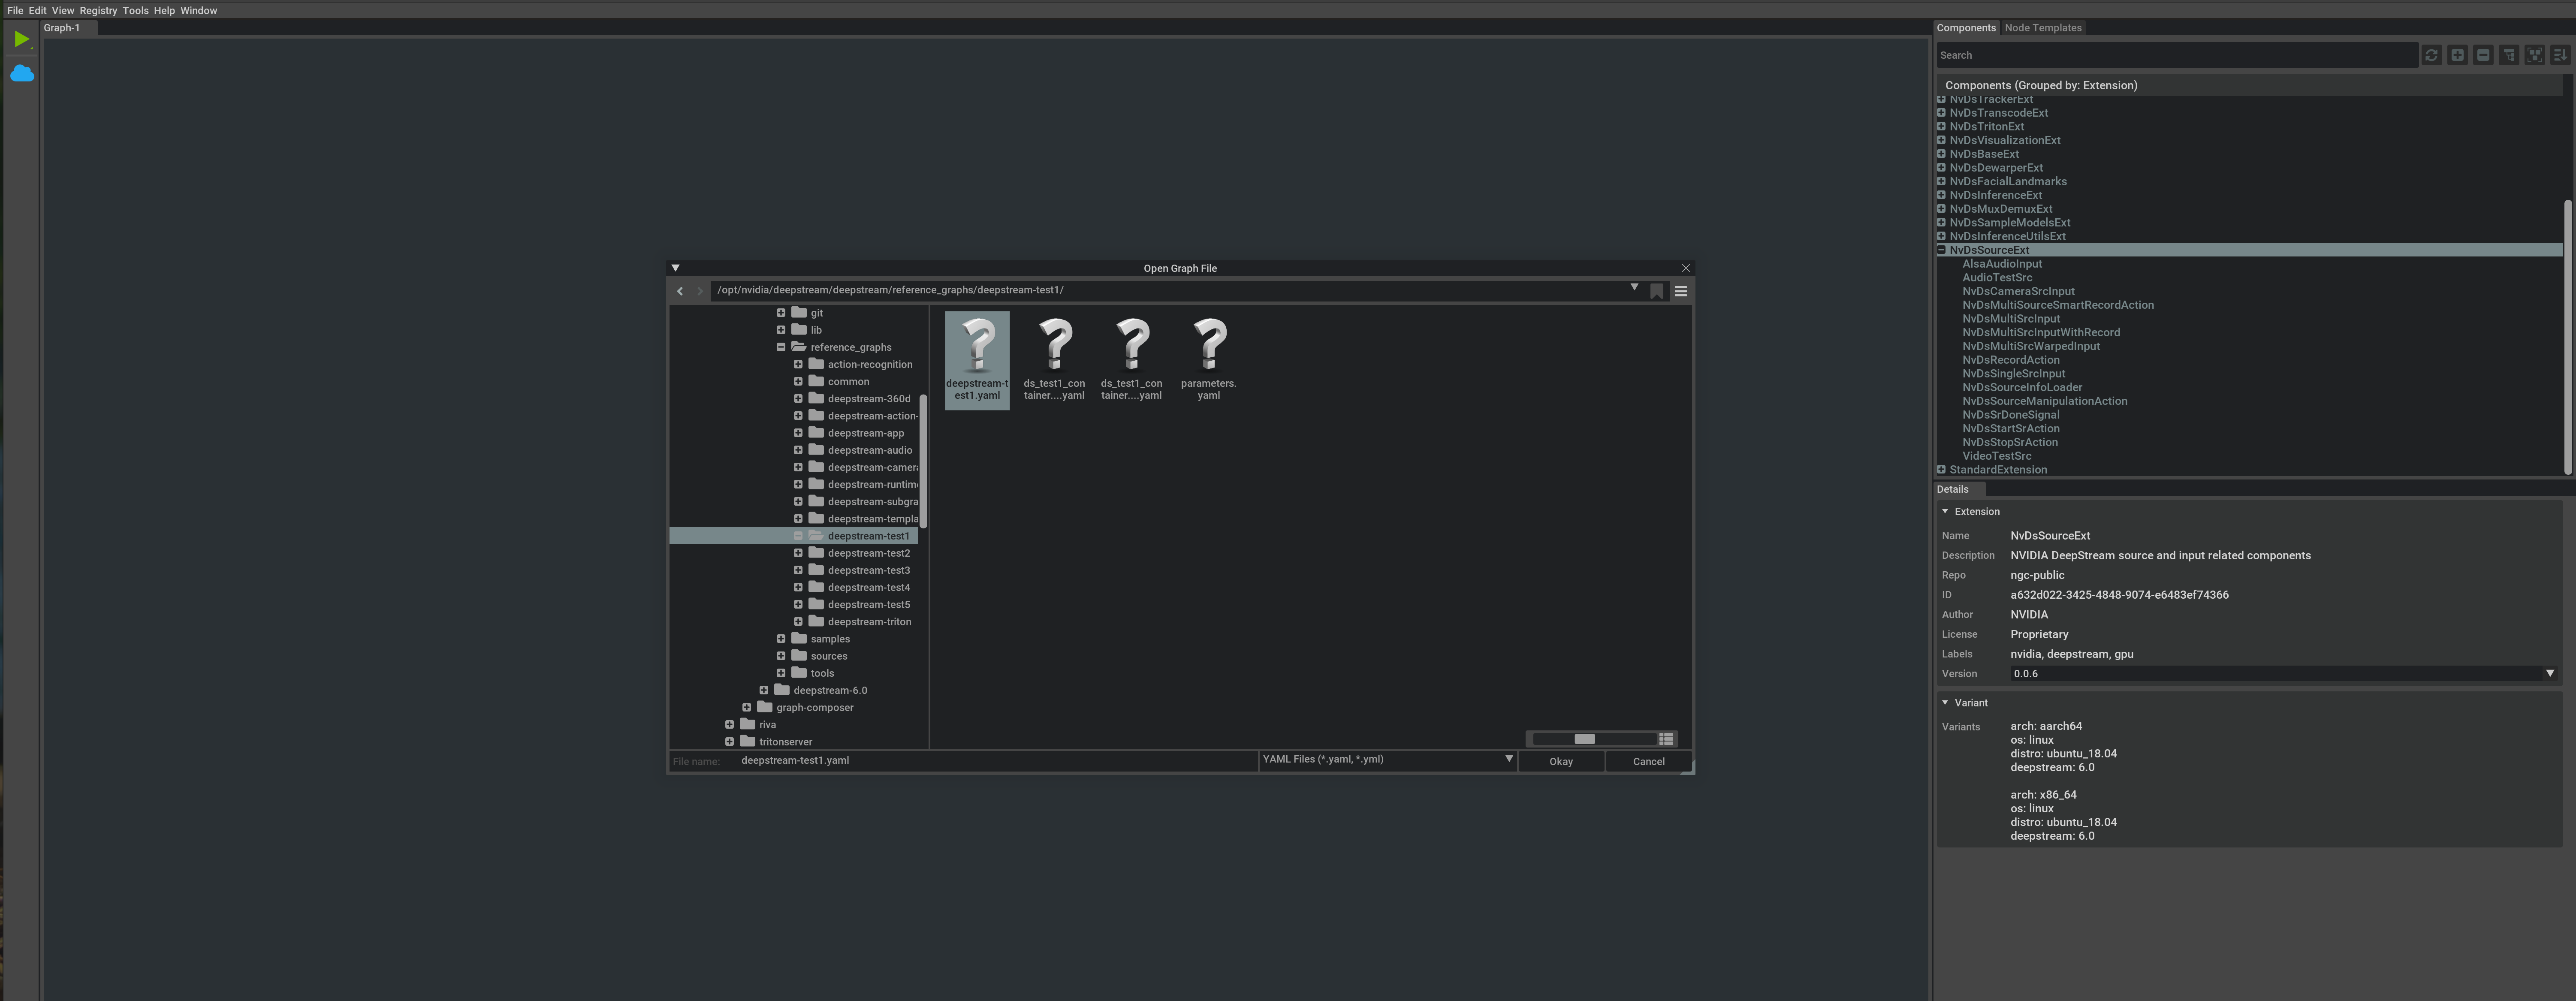 File Edit View Registry Tools Help Window
Graph-1
Open Graph File
/opt/nvidia/deepstream/deepstream/reference_graphs/deepstream-test1/
git
lib
reference_graphs
action-recognition
common
deepstream-360d
deepstream-action-
deepstream-app
deepstream-audio
deepstream-camera
deepstream-runtime
deepstream-subgra
deepstream-templa
deepstream-test1
deepstream-test2
deepstream-test3
deepstream-test4
deepstream-test5
deepstream-triton
samples
sources
tools
deepstream-6.0
graph-composer
riva
tritonserver
deepstream-t
est1.yaml
ds_test1_con
tainer....yaml
ds_test1_con
tainer....yaml
parameters.
yaml
File name: deepstream-test1.yaml
YAML Files (*.yaml, *.yml)
Okay
Cancel
Components Node Templates
Search
Components (Grouped by: Extension)
NvDsTrackerExt
NvDsTranscodeExt
NvDsTritonExt
NvDsVisualizationExt
NvDsBaseExt
NvDsDewarperExt
NvDsFacialLandmarks
NvDsInferenceExt
NvDsMuxDemuxExt
NvDsSampleModelsExt
NvDsInferenceUtilsExt
NvDsSourceExt
AlsaAudioInput
AudioTestSrc
NvDsCameraSrcInput
NvDsMultiSourceSmartRecordAction
NvDsMultiSrcInput
NvDsMultiSrcInputWithRecord
NvDsMultiSrcWarpedInput
NvDsRecordAction
NvDsSingleSrcInput
NvDsSourceInfoLoader
NvDsSourceManipulationAction
NvDsSrDoneSignal
NvDsStartSrAction
NvDsStopSrAction
VideoTestSrc
StandardExtension
Details
Extension
Name NvDsSourceExt
Description NVIDIA DeepStream source and input related components
Repo ngc-public
ID a632d022-3425-4848-9074-e6483ef74366
Author NVIDIA
License Proprietary
Labels nvidia, deepstream, gpu
Version 0.0.6
Variant
Variants arch: aarch64
os: linux
distro: ubuntu_18.04
deepstream: 6.0
arch: x86_64
os: linux
distro: ubuntu_18.04
deepstream: 6.0